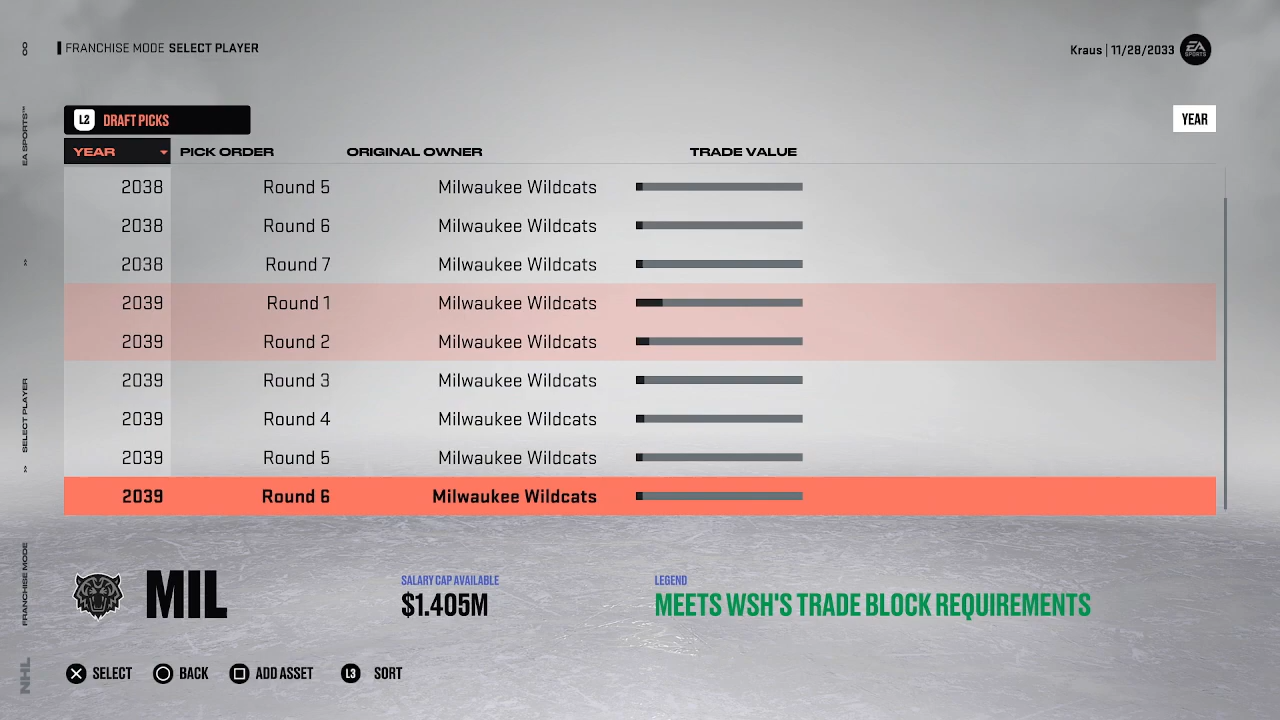 FRANCHISE MODE SELECT PLAYER
Kraus | 11/28/2033
EA SPORTS
L2 DRAFT PICKS
YEAR
YEAR PICK ORDER ORIGINAL OWNER TRADE VALUE
2038 Round 5 Milwaukee Wildcats
2038 Round 6 Milwaukee Wildcats
2038 Round 7 Milwaukee Wildcats
2039 Round 1 Milwaukee Wildcats
2039 Round 2 Milwaukee Wildcats
2039 Round 3 Milwaukee Wildcats
2039 Round 4 Milwaukee Wildcats
2039 Round 5 Milwaukee Wildcats
2039 Round 6 Milwaukee Wildcats
MIL
SALARY CAP AVAILABLE
$1.405M
LEGEND
MEETS WSH'S TRADE BLOCK REQUIREMENTS
SELECT BACK ADD ASSET L3 SORT
NHL FRANCHISE MODE >> SELECT PLAYER >> EA SPORTS™